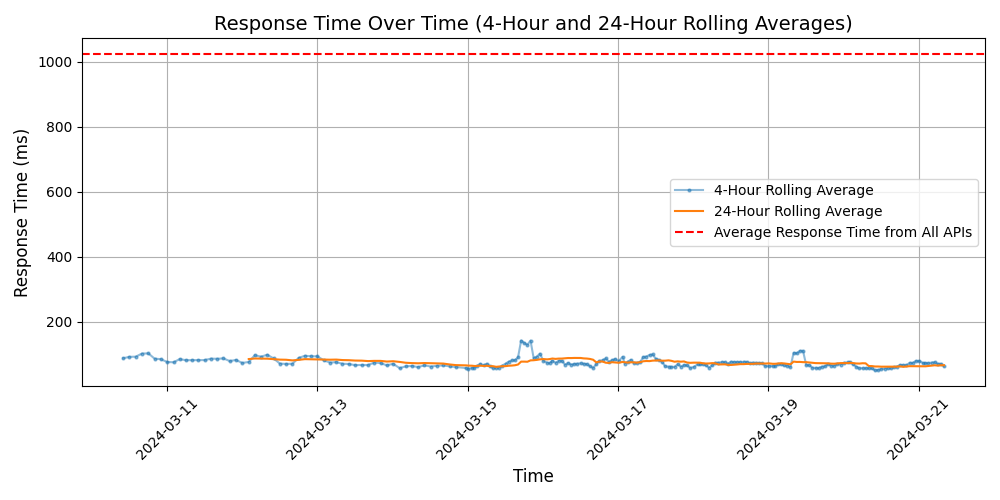 Response Time Over Time (4-Hour and 24-Hour Rolling Averages)
Response Time (ms)
1000
800
600
400
200
4-Hour Rolling Average
24-Hour Rolling Average
Average Response Time from All APIs
2024-03-11
2024-03-13
2024-03-15
2024-03-17
2024-03-19
2024-03-21
Time